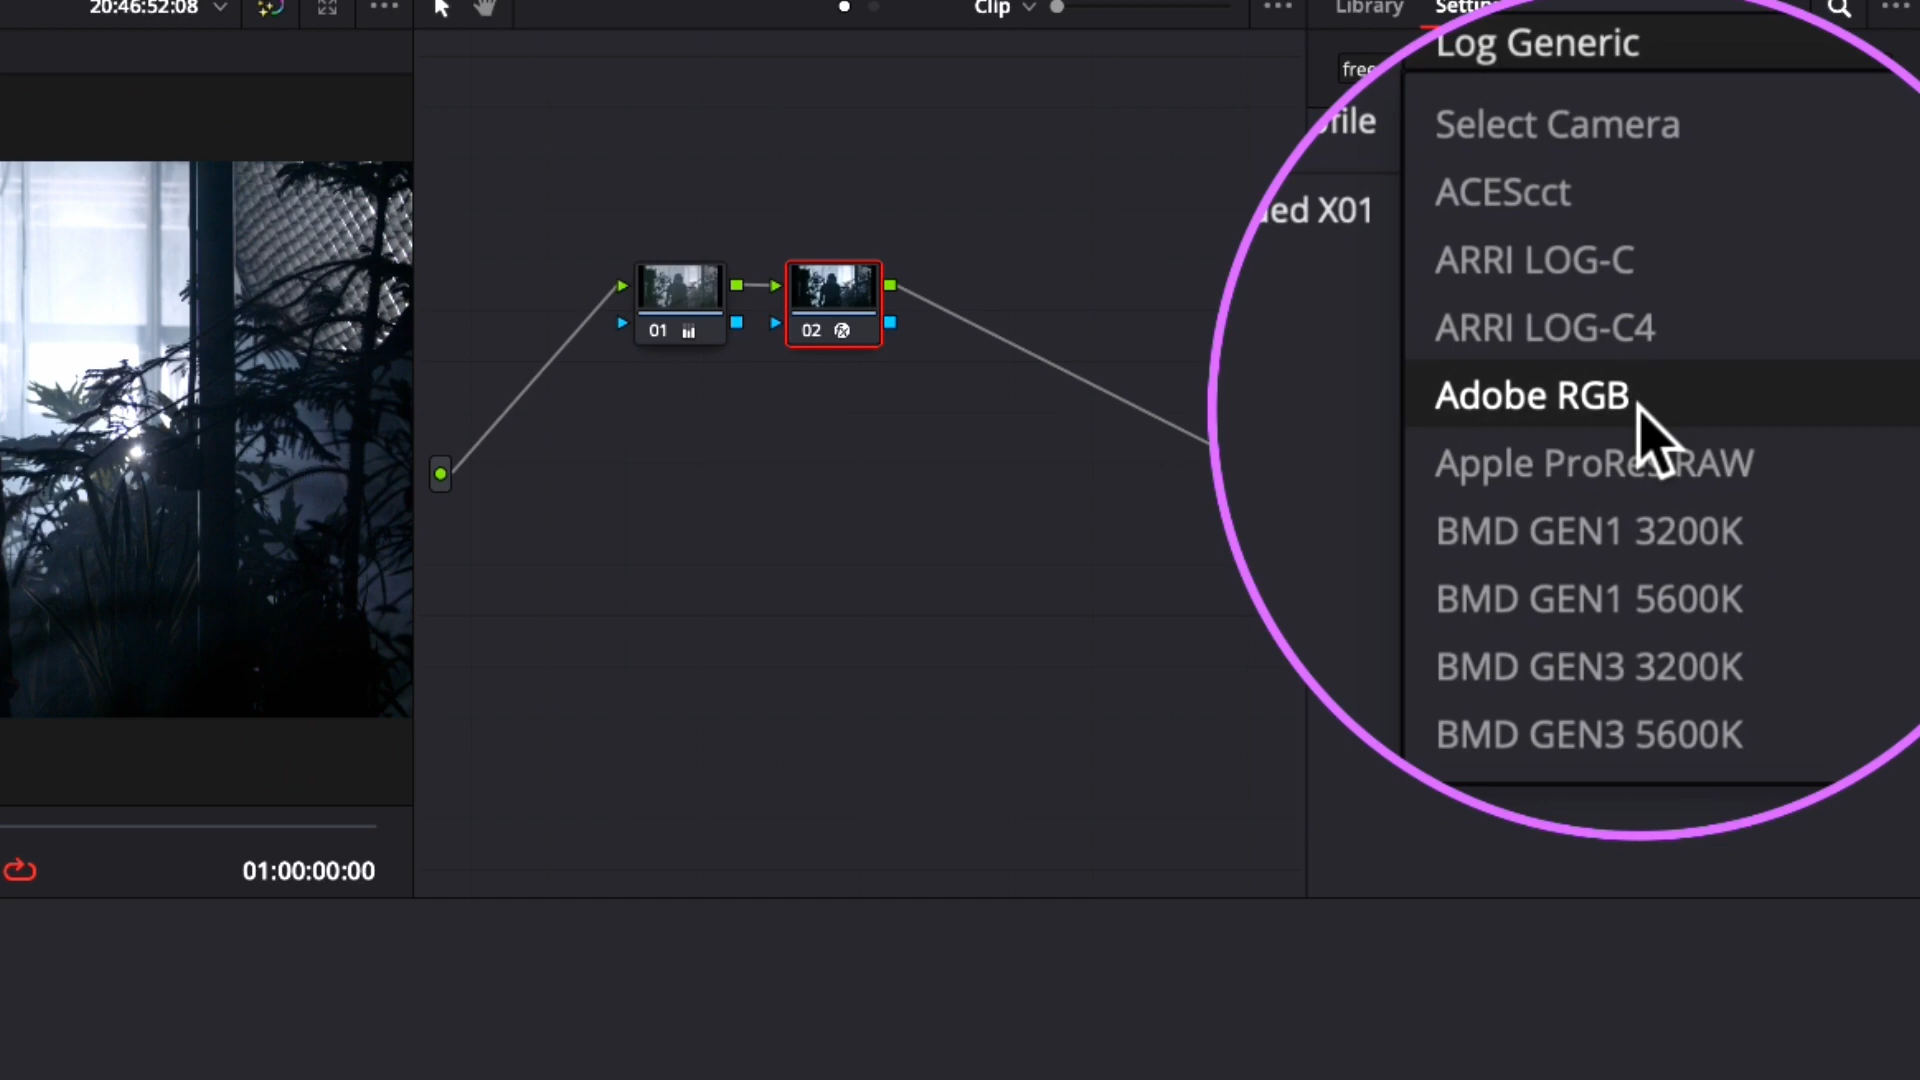 20:46:52:08
Clip
Library
Log Generic
free
Select Camera
ACEScct
ARRI LOG-C
ARRI LOG-C4
Adobe RGB
BMD GEN1 3200K
BMD GEN1 5600K
BMD GEN3 3200K
BMD GEN3 5600K
X01
01
02
Apple
01:00:00:00